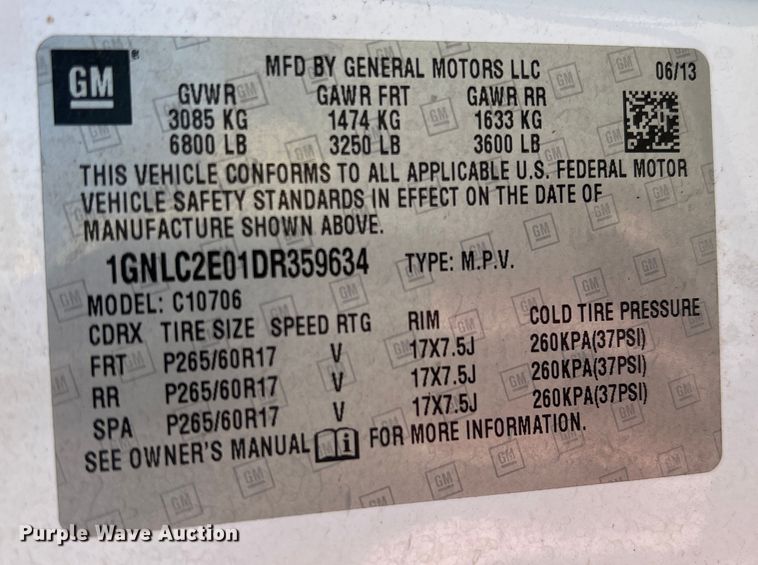 GM
MFD BY GENERAL MOTORS LLC 06/13
GVWR GAWR FRT GAWR RR
3085 KG 1474 KG 1633 KG
6800 LB 3250 LB 3600 LB
THIS VEHICLE CONFORMS TO ALL APPLICABLE U.S. FEDERAL MOTOR
VEHICLE SAFETY STANDARDS IN EFFECT ON THE DATE OF
MANUFACTURE SHOWN ABOVE.
1GNLC2E01DR359634 TYPE: M.P.V.
MODEL: C10706
CDRX TIRE SIZE SPEED RTG RIM COLD TIRE PRESSURE
FRT P265/60R17 V 17X7.5J 260KPA(37PSI)
RR P265/60R17 V 17X7.5J 260KPA(37PSI)
SPA P265/60R17 V 17X7.5J 260KPA(37PSI)
SEE OWNER'S MANUAL i FOR MORE INFORMATION.
Purple Wave Auction